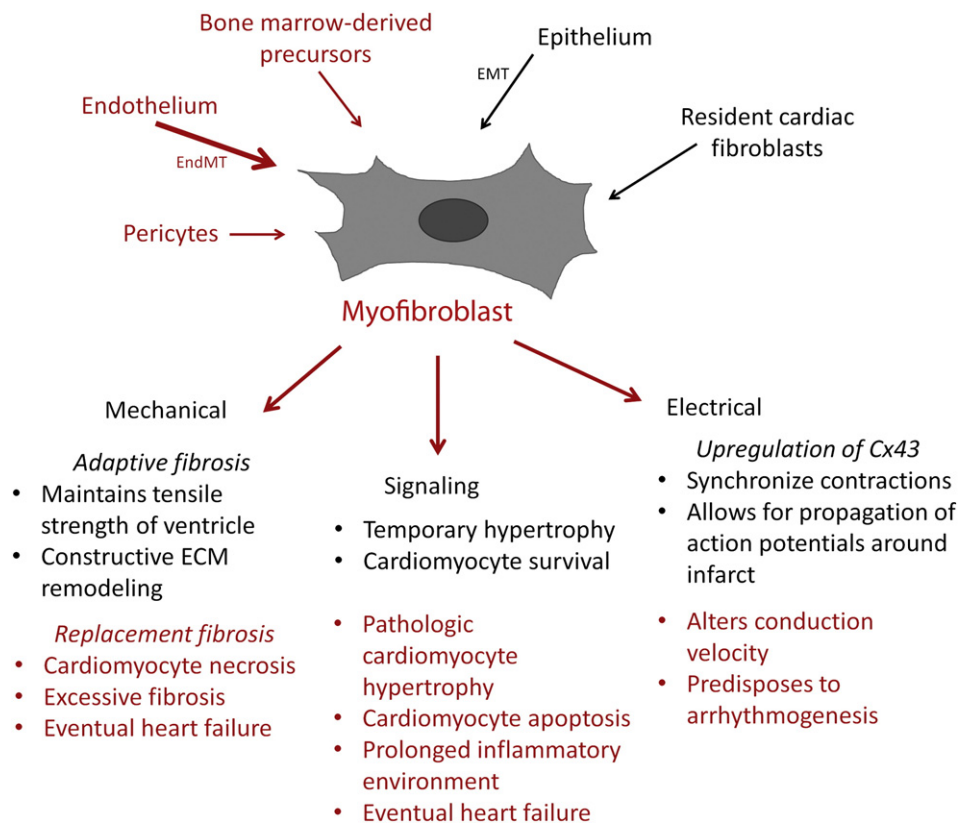 Bone marrow-derived
precursors
Epithelium
EMT
Endothelium
EndMT
Resident cardiac
fibroblasts
Pericytes
Myofibroblast
Mechanical
Adaptive fibrosis
• Maintains tensile
strength of ventricle
• Constructive ECM
remodeling
Replacement fibrosis
• Cardiomyocyte necrosis
• Excessive fibrosis
• Eventual heart failure
Signaling
• Temporary hypertrophy
• Cardiomyocyte survival
• Pathologic
cardiomyocyte
hypertrophy
• Cardiomyocyte apoptosis
• Prolonged inflammatory
environment
• Eventual heart failure
Electrical
Upregulation of Cx43
• Synchronize contractions
• Allows for propagation of
action potentials around
infarct
• Alters conduction
velocity
• Predisposes to
arrhythmogenesis